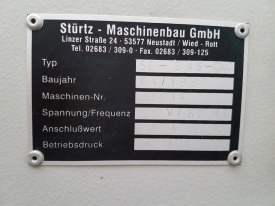 Stürtz - Maschinenbau GmbH
Linzer Straße 24 - 53577 Neustadt / Wied - Rott
Tel. 02683 / 309-0 - Fax. 02683 / 309-125
Typ
Baujahr
Maschinen-Nr.
Spannung/Frequenz
Anschlußwert
Betriebsdruck